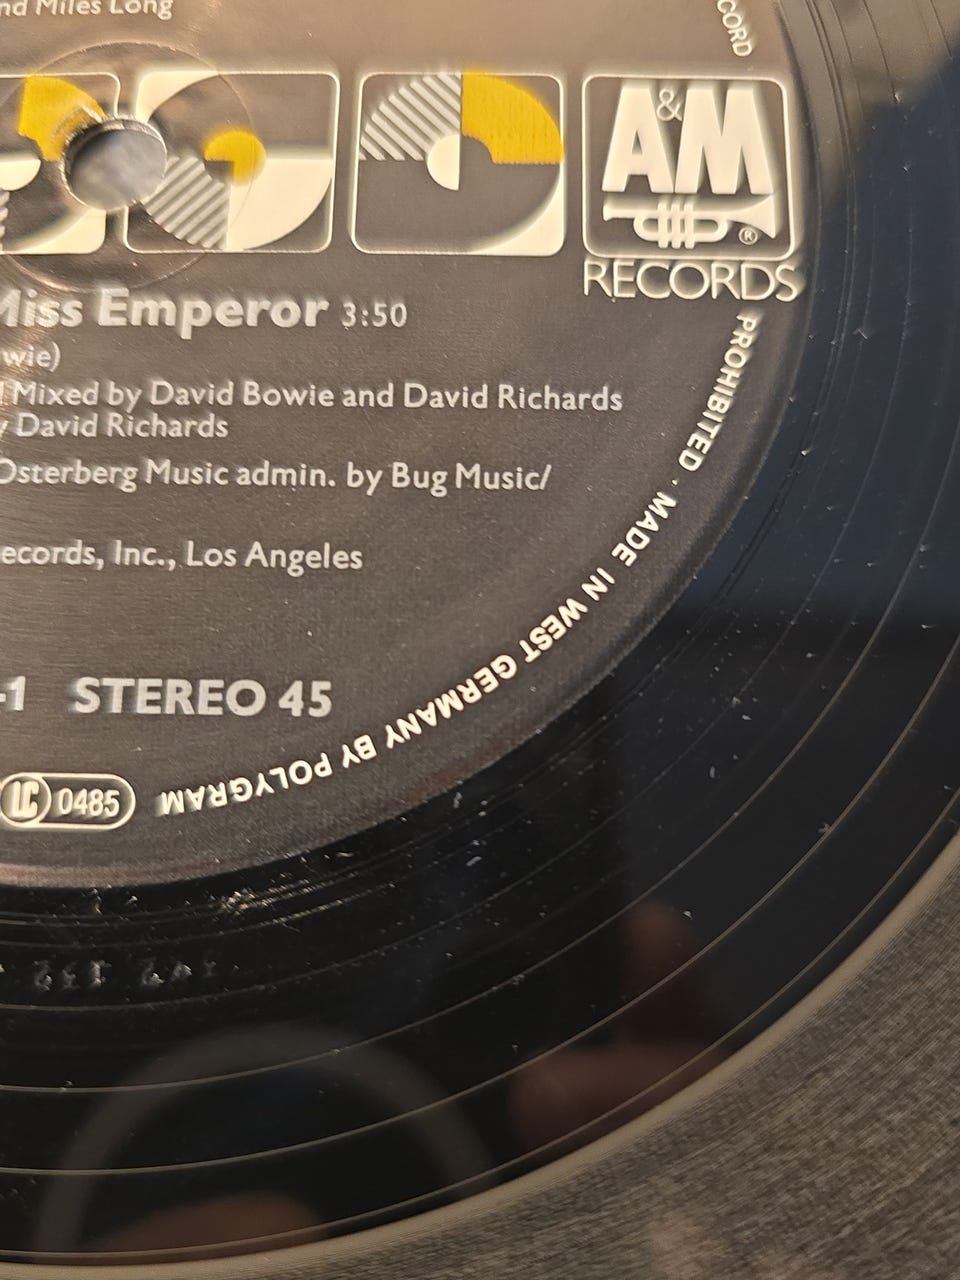 nd Miles Long
CORD
A&M
®
RECORDS
Miss Emperor 3:50
wie)
Mixed by David Bowie and David Richards
y David Richards
Osterberg Music admin. by Bug Music/
ecords, Inc., Los Angeles
-1 STEREO 45
LC 0485
PROHIBITED · MADE IN WEST GERMANY BY POLYGRAM